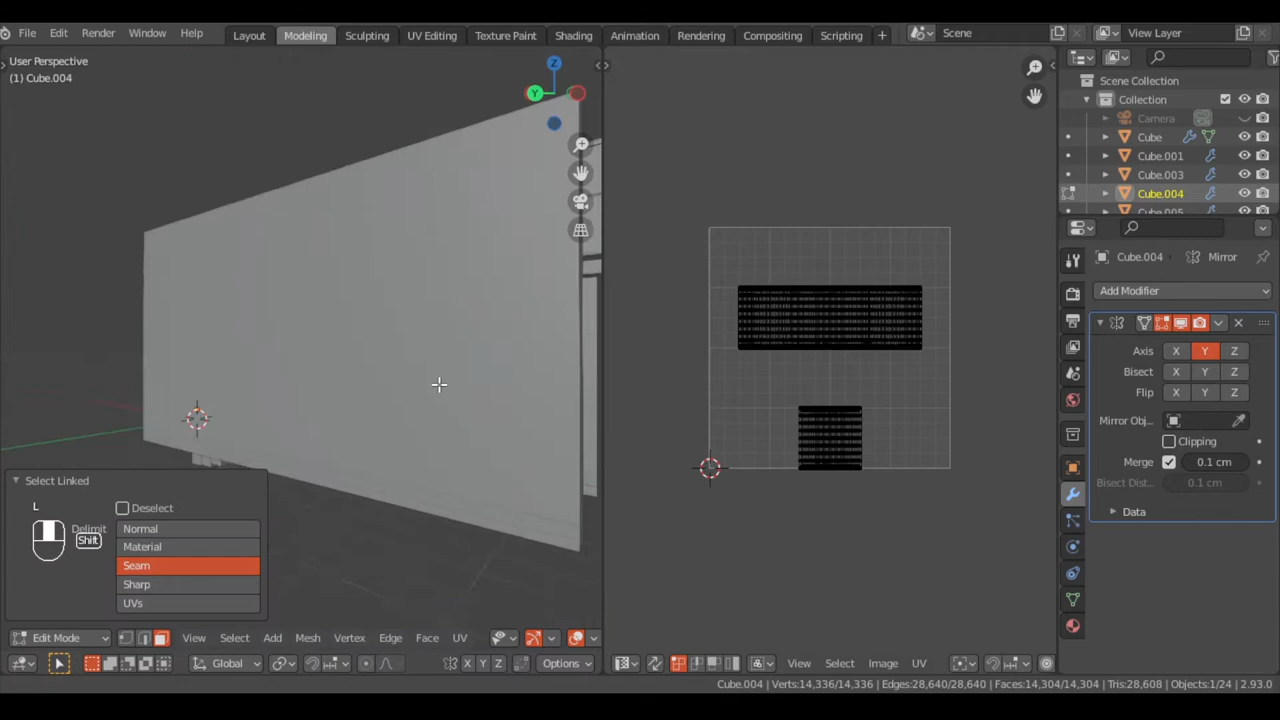 File Edit Render Window Help Layout Modeling Sculpting UV Editing Texture Paint Shading Animation Rendering Compositing Scripting + Scene View Layer
User Perspective
(1) Cube.004
Z
Y
Scene Collection
Collection
Camera
Cube
Cube.001
Cube.003
Cube.004
Cube.005
Cube.004 Mirror
Add Modifier
Axis X Y Z
Bisect X Y Z
Flip X Y Z
Mirror Obj...
Clipping
Merge 0.1 cm
Bisect Dist... 0.1 cm
Data
Select Linked
L
Deselect
Delimit Normal
Shift
Material
Seam
Sharp
UVs
Edit Mode View Select Add Mesh Vertex Edge Face UV
Global X Y Z Options
View Select Image UV
Cube.004 | Verts:14,336/14,336 | Edges:28,640/28,640 | Faces:14,304/14,304 | Tris:28,608 | Objects:1/24 | 2.93.0